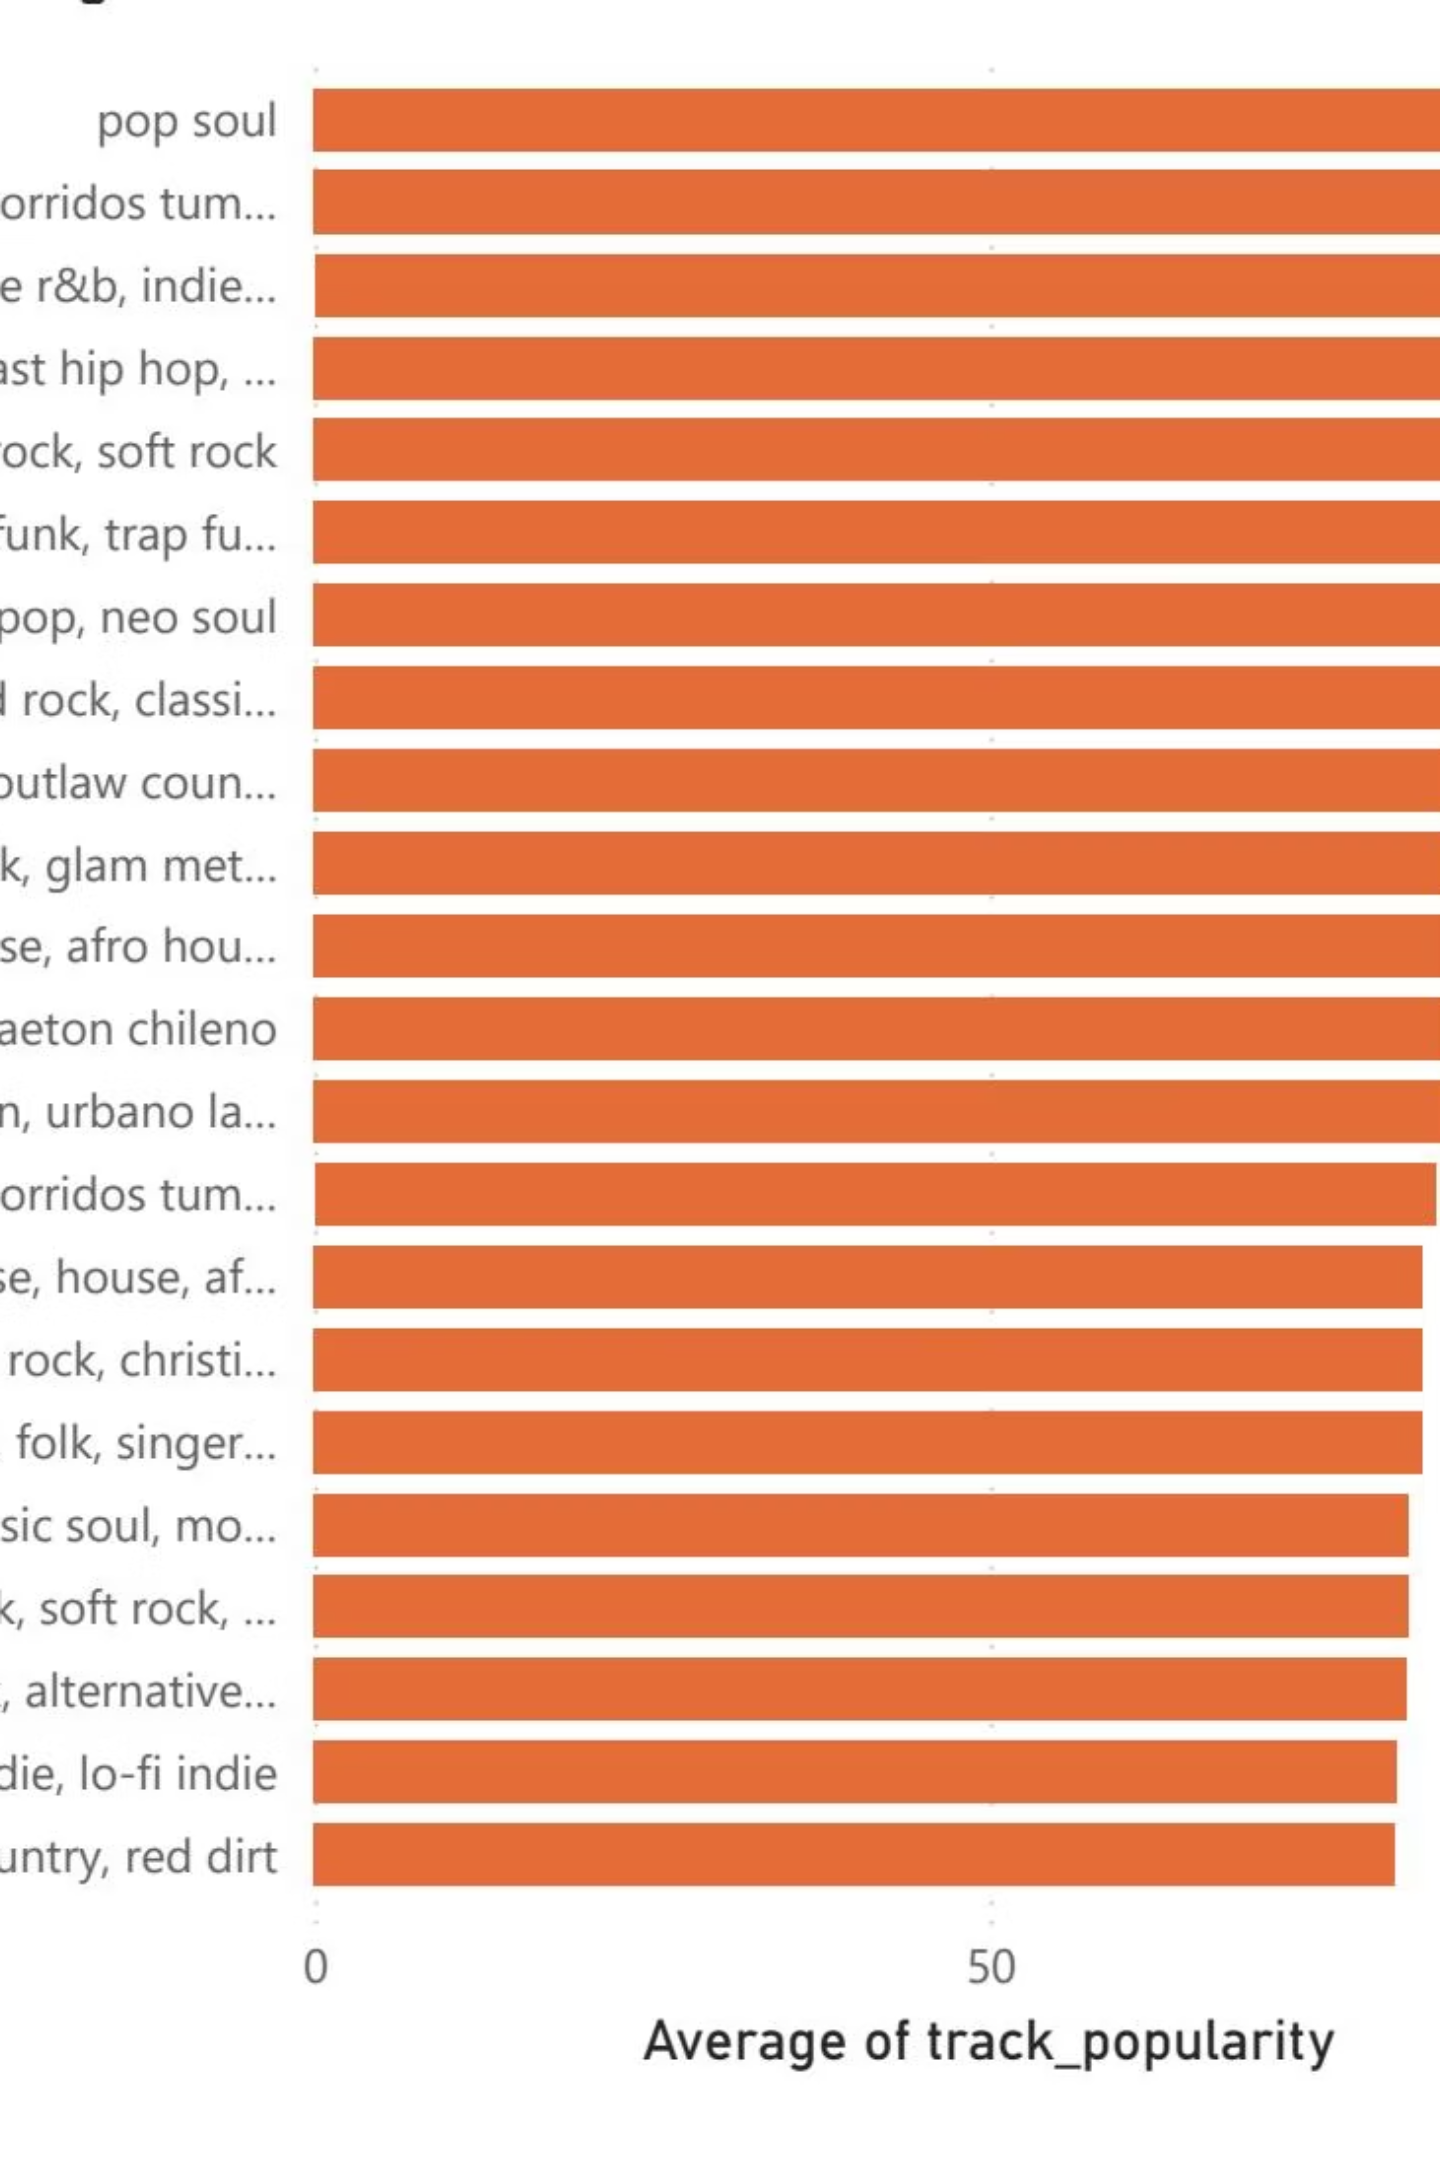 pop soul
orridos tum...
e r&b, indie...
ast hip hop, ...
rock, soft rock
funk, trap fu...
pop, neo soul
d rock, classi...
outlaw coun...
k, glam met...
se, afro hou...
aeton chileno
n, urbano la...
orridos tum...
se, house, af...
rock, christi...
folk, singer...
sic soul, mo...
k, soft rock, ...
, alternative...
die, lo-fi indie
untry, red dirt
0 50
Average of track_popularity